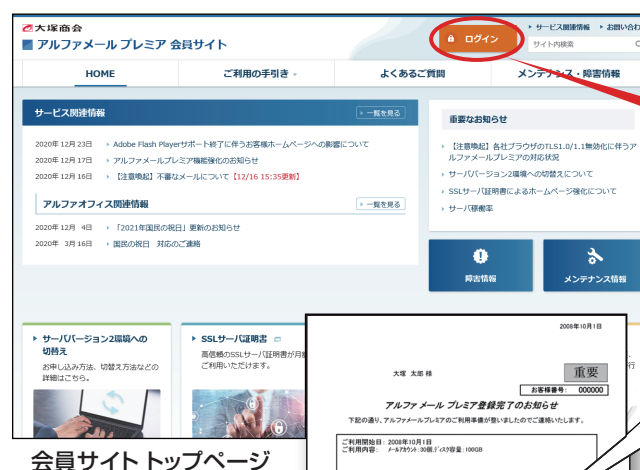 大塚商会
アルファメール プレミア 会員サイト
ログイン
サービス関連情報
お問い合わ
サイト内検索
HOME
ご利用の手引き
よくあるご質問
メンテナンス・障害情報
サービス関連情報
一覧を見る
2020年 12月 23日 Adobe Flash Playerサポート終了に伴うお客様ホームページへの影響について
2020年 12月 17日 アルファメールプレミア機能強化のお知らせ
2020年 12月 16日 【注意喚起】不審なメールについて【12/16 15:35更新】
アルファオフィス関連情報
一覧を見る
2020年 12月 4日 「2021年国民の祝日」更新のお知らせ
2020年 3月 16日 国民の祝日 対応のご連絡
重要なお知らせ
【注意喚起】各社ブラウザのTLS1.0/1.1無効化に伴うア
ルファメールプレミアの対応状況
サーババージョン2環境への切替えについて
SSLサーバ証明書によるホームページ強化について
サーバ稼働率
障害情報
メンテナンス情報
サーババージョン2環境への
切替え
お申し込み方法、切替え方法などの
詳細はこちら。
SSLサーバ証明書
高信頼のSSLサーバ証明書が月
ご利用いただけます。
行
2008年10月1日
大塚 太郎 様
重要
お客様番号: 000000
アルファ メール プレミア登録完了のお知らせ
下記の通り、アルファメールプレミアのご利用準備が整いましたのでご連絡いたします。
ご利用開始日: 2008年10月1日
ご利用内容: メールアカウント:30個,ディスク容量:100GB
会員サイトトップページ